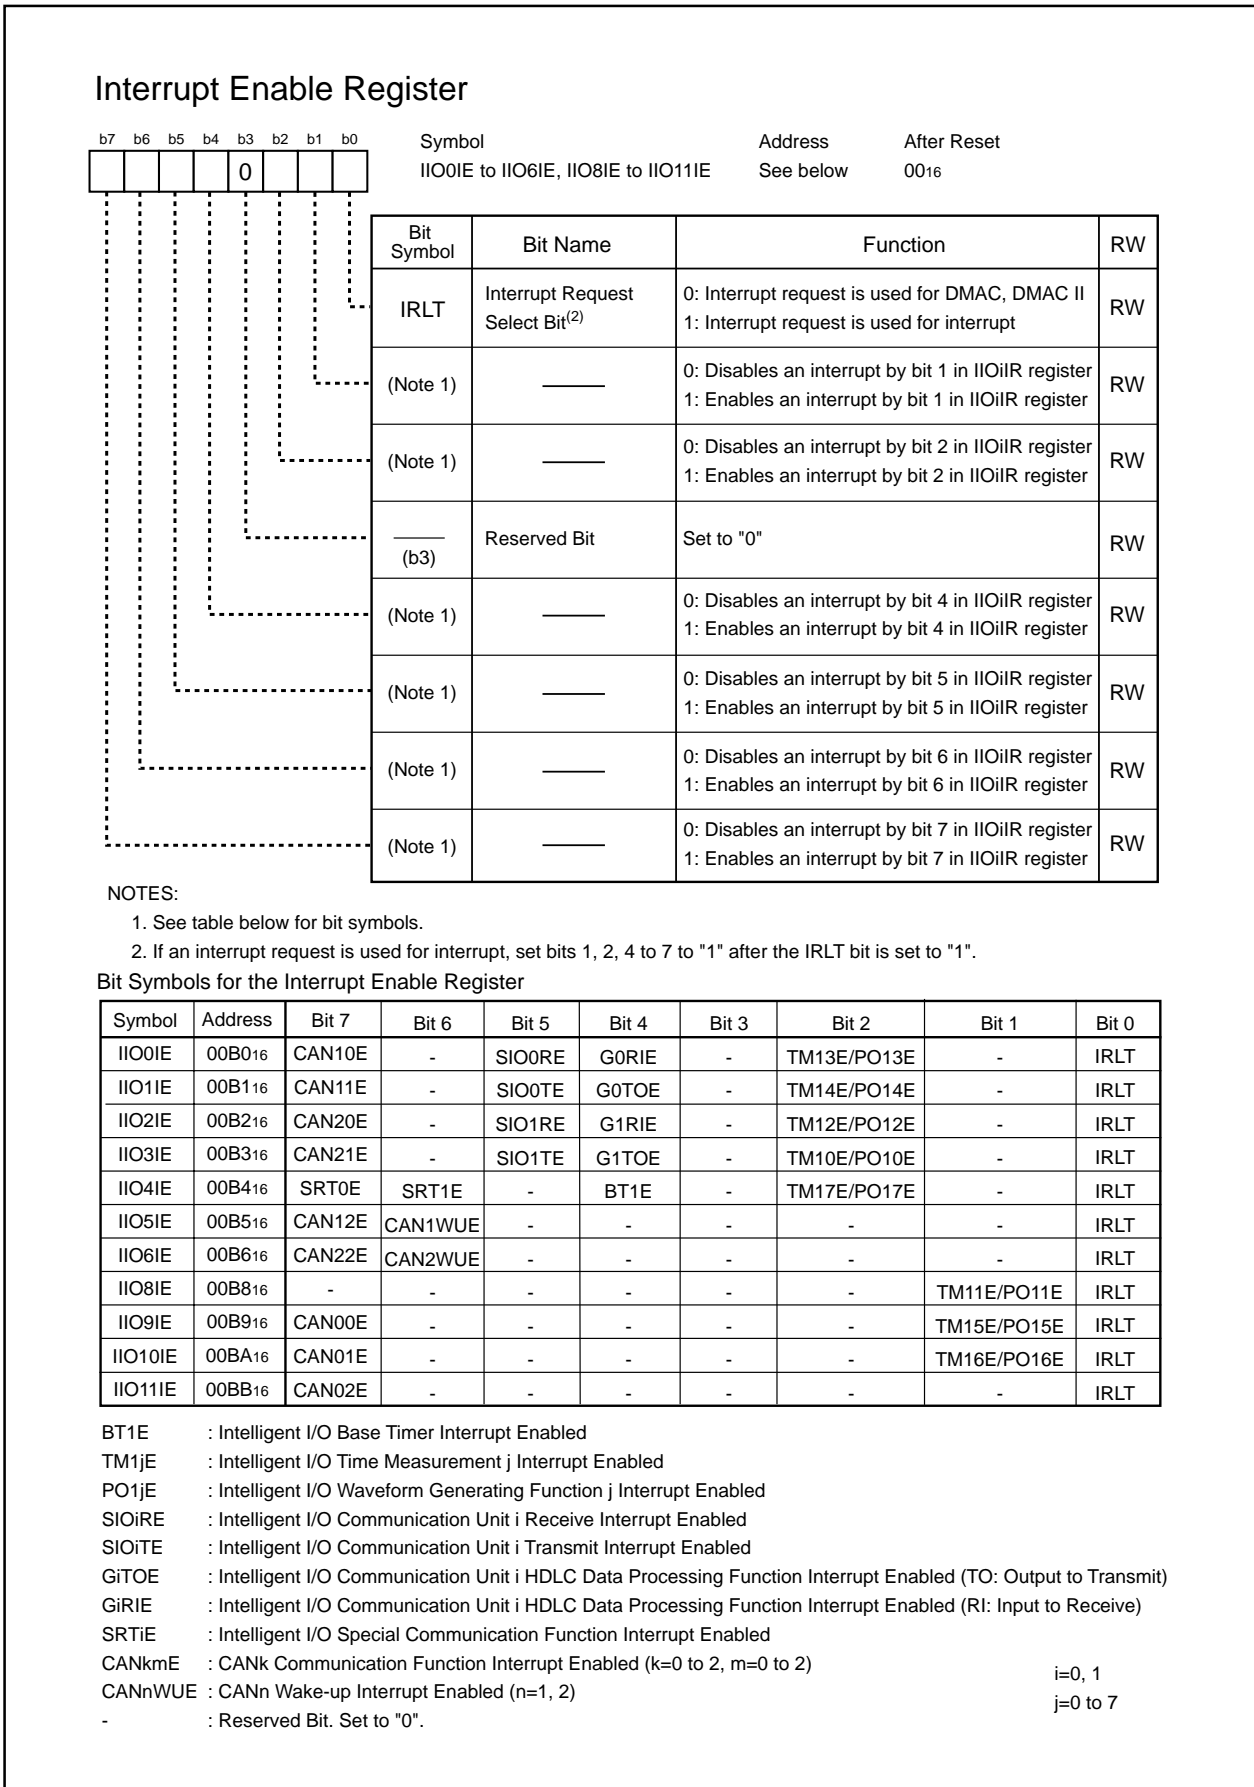 Interrupt Enable Register
b7 b6 b5 b4 b3 b2 b1 b0 Symbol Address After Reset
0 IIO0IE to IIO6IE, IIO8IE to IIO11IE See below 0016
Bit Symbol Bit Name Function RW
IRLT Interrupt Request Select Bit(2) 0: Interrupt request is used for DMAC, DMAC II RW
1: Interrupt request is used for interrupt
(Note 1) 0: Disables an interrupt by bit 1 in IIOiIR register RW
1: Enables an interrupt by bit 1 in IIOiIR register
(Note 1) 0: Disables an interrupt by bit 2 in IIOiIR register RW
1: Enables an interrupt by bit 2 in IIOiIR register
(b3) Reserved Bit Set to "0" RW
(Note 1) 0: Disables an interrupt by bit 4 in IIOiIR register RW
1: Enables an interrupt by bit 4 in IIOiIR register
(Note 1) 0: Disables an interrupt by bit 5 in IIOiIR register RW
1: Enables an interrupt by bit 5 in IIOiIR register
(Note 1) 0: Disables an interrupt by bit 6 in IIOiIR register RW
1: Enables an interrupt by bit 6 in IIOiIR register
(Note 1) 0: Disables an interrupt by bit 7 in IIOiIR register RW
1: Enables an interrupt by bit 7 in IIOiIR register
NOTES:
1. See table below for bit symbols.
2. If an interrupt request is used for interrupt, set bits 1, 2, 4 to 7 to "1" after the IRLT bit is set to "1".
Bit Symbols for the Interrupt Enable Register
Symbol Address Bit 7 Bit 6 Bit 5 Bit 4 Bit 3 Bit 2 Bit 1 Bit 0
IIO0IE 00B016 CAN10E - SIO0RE G0RIE - TM13E/PO13E - IRLT
IIO1IE 00B116 CAN11E - SIO0TE G0TOE - TM14E/PO14E - IRLT
IIO2IE 00B216 CAN20E - SIO1RE G1RIE - TM12E/PO12E - IRLT
IIO3IE 00B316 CAN21E - SIO1TE G1TOE - TM10E/PO10E - IRLT
IIO4IE 00B416 SRT0E SRT1E - BT1E - TM17E/PO17E - IRLT
IIO5IE 00B516 CAN12E CAN1WUE - - - - - IRLT
IIO6IE 00B616 CAN22E CAN2WUE - - - - - IRLT
IIO8IE 00B816 - - - - - - TM11E/PO11E IRLT
IIO9IE 00B916 CAN00E - - - - - TM15E/PO15E IRLT
IIO10IE 00BA16 CAN01E - - - - - TM16E/PO16E IRLT
IIO11IE 00BB16 CAN02E - - - - - - IRLT
BT1E : Intelligent I/O Base Timer Interrupt Enabled
TM1jE : Intelligent I/O Time Measurement j Interrupt Enabled
PO1jE : Intelligent I/O Waveform Generating Function j Interrupt Enabled
SIOiRE : Intelligent I/O Communication Unit i Receive Interrupt Enabled
SIOiTE : Intelligent I/O Communication Unit i Transmit Interrupt Enabled
GiTOE : Intelligent I/O Communication Unit i HDLC Data Processing Function Interrupt Enabled (TO: Output to Transmit)
GiRIE : Intelligent I/O Communication Unit i HDLC Data Processing Function Interrupt Enabled (RI: Input to Receive)
SRTiE : Intelligent I/O Special Communication Function Interrupt Enabled
CANkmE : CANk Communication Function Interrupt Enabled (k=0 to 2, m=0 to 2)
CANnWUE : CANn Wake-up Interrupt Enabled (n=1, 2)
- : Reserved Bit. Set to "0".
i=0, 1
j=0 to 7